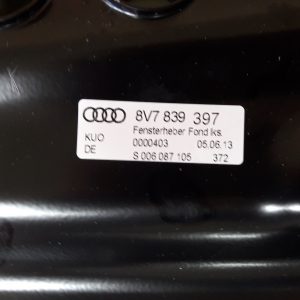 8V7 839 397
Fensterheber Fond lks.
KUO 0000403 05.06.13
DE S 006 087 105 372